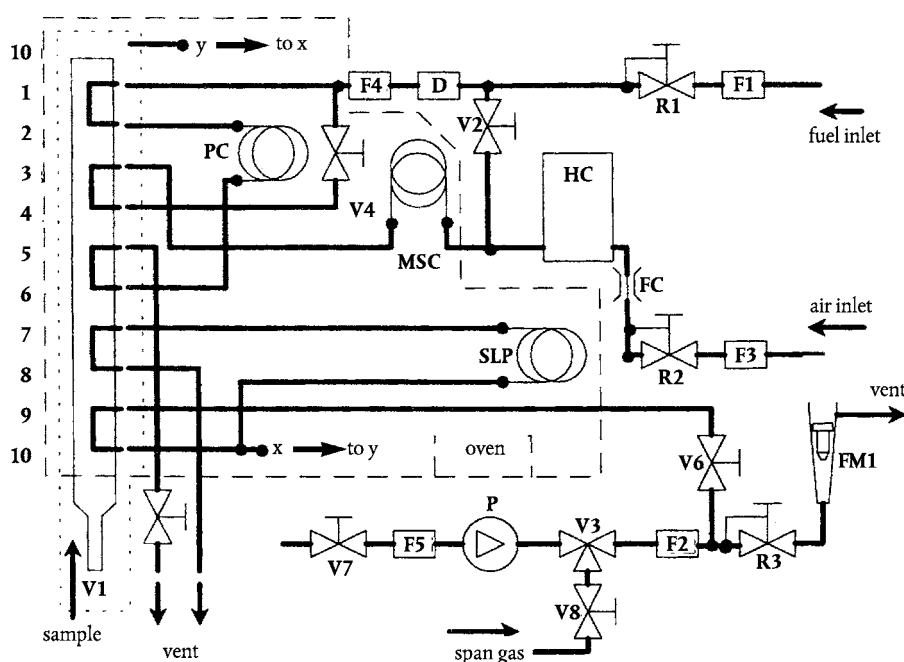 10 y to x
1 F4 D R1 F1
fuel inlet
2 PC V2
3 HC
4 V4
5 MSC
6 FC
air inlet
7 SLP
8 R2 F3
9 vent
10 x to y oven V6 FM1
P V3
V7 F5 F2 R3
V1 V8
sample vent span gas